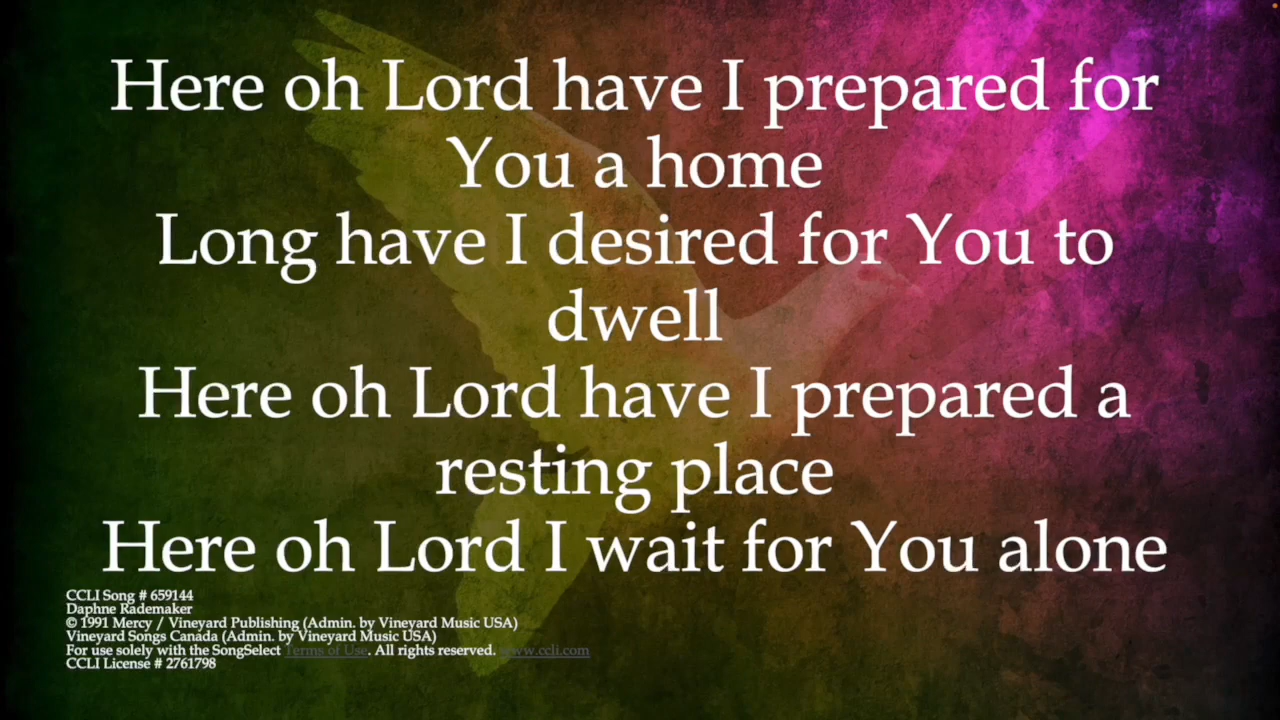 Here oh Lord have I prepared for
You a home
Long have I desired for You to
dwell
Here oh Lord have I prepared a
resting place
Here oh Lord I wait for You alone
CCLI Song # 659144
Daphne Rademaker
© 1991 Mercy / Vineyard Publishing (Admin. by Vineyard Music USA)
Vineyard Songs Canada (Admin. by Vineyard Music USA)
For use solely with the SongSelect Terms of Use. All rights reserved. www.ccli.com
CCLI License # 2761798